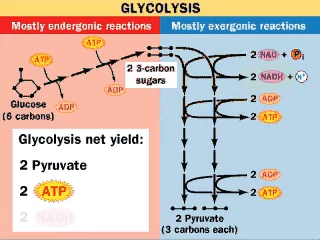 GLYCOLYSIS
Mostly endergonic reactions
Mostly exergonic reactions
ATP
ATP
2 3-carbon
sugars
ADP
ADP
Glucose
(6 carbons)
2 NAD + Pi
2 NADH + H+
2 ADP
2 ATP
2 ADP
2 ATP
Glycolysis net yield:
2 Pyruvate
2 ATP
2 NADH
2 Pyruvate
(3 carbons each)